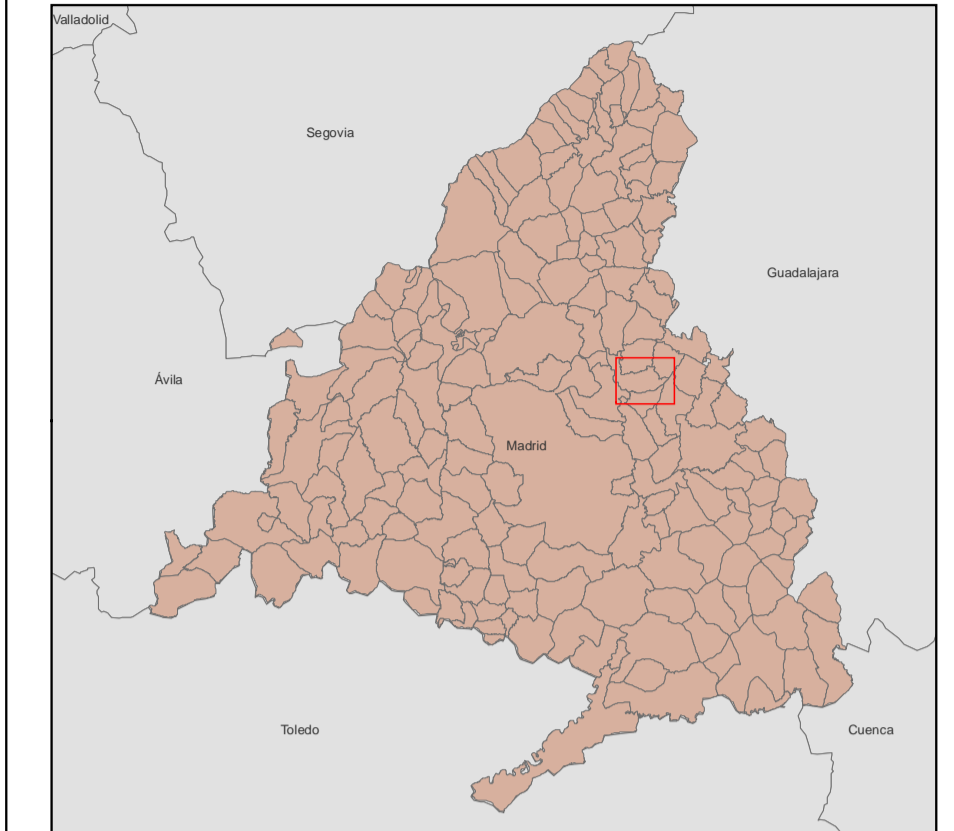 Valladolid
Segovia
Guadalajara
Ávila
Madrid
Toledo
Cuenca